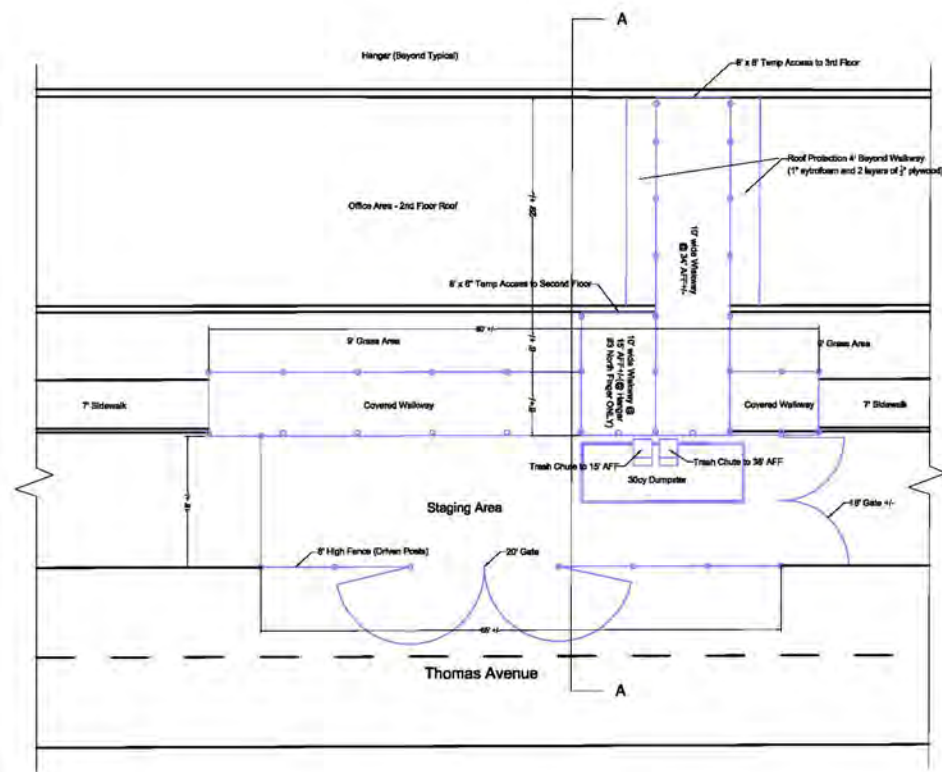 A
Hangar (Beyond Typical)
8' x 8' Temp Access to 3rd Floor
Roof Protection 4' Beyond Walkway
(1" sytrofoam and 2 layers of ½" plywood)
Office Area - 2nd Floor Roof
10' wide Walkway
@ 34' AFF+/-
8' x 8" Temp Access to Second Floor
+/-
9' Grass Area
9' Grass Area
10' wide Walkway @
15' AFF+/-(@ Hangar
North Finger ONLY)
7' Sidewalk
Covered Walkway
Covered Walkway
7' Sidewalk
Trash Chute to 15' AFF
Trash Chute to 38' AFF
30cy Dumpster
Staging Area
18' Gate +/-
8' High Fence (Driven Posts)
20' Gate
+/-
Thomas Avenue
A